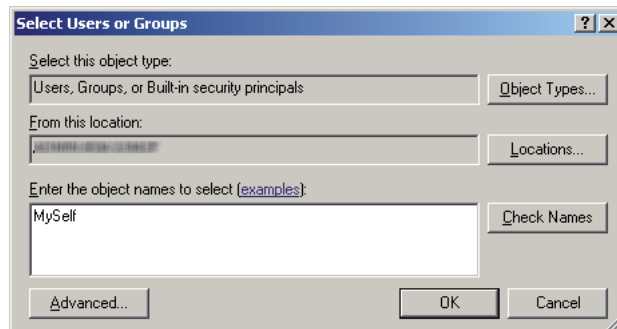 Select Users or Groups
Select this object type:
Users, Groups, or Built-in security principals
Object Types...
From this location:
Locations...
Enter the object names to select (examples):
MySelf
Check Names
Advanced...
OK
Cancel